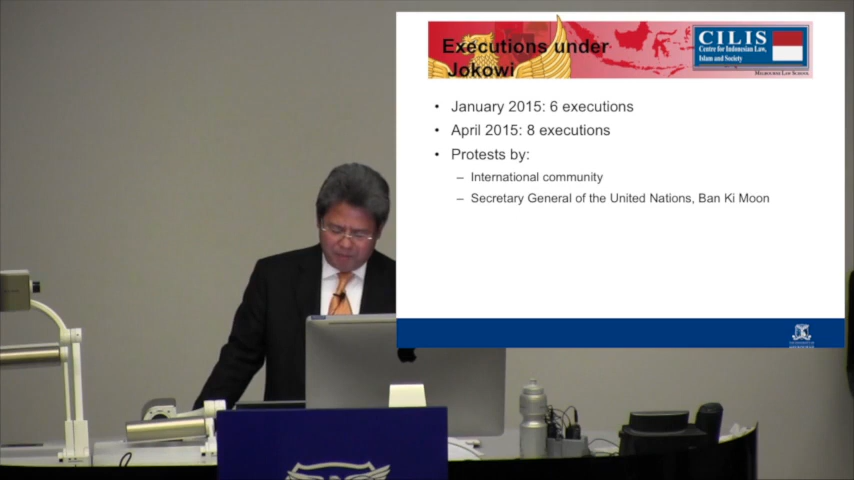 Executions under
Jokowi
CILIS
Centre for Indonesian Law,
Islam and Society
MELBOURNE LAW SCHOOL
• January 2015: 6 executions
• April 2015: 8 executions
• Protests by:
– International community
– Secretary General of the United Nations, Ban Ki Moon